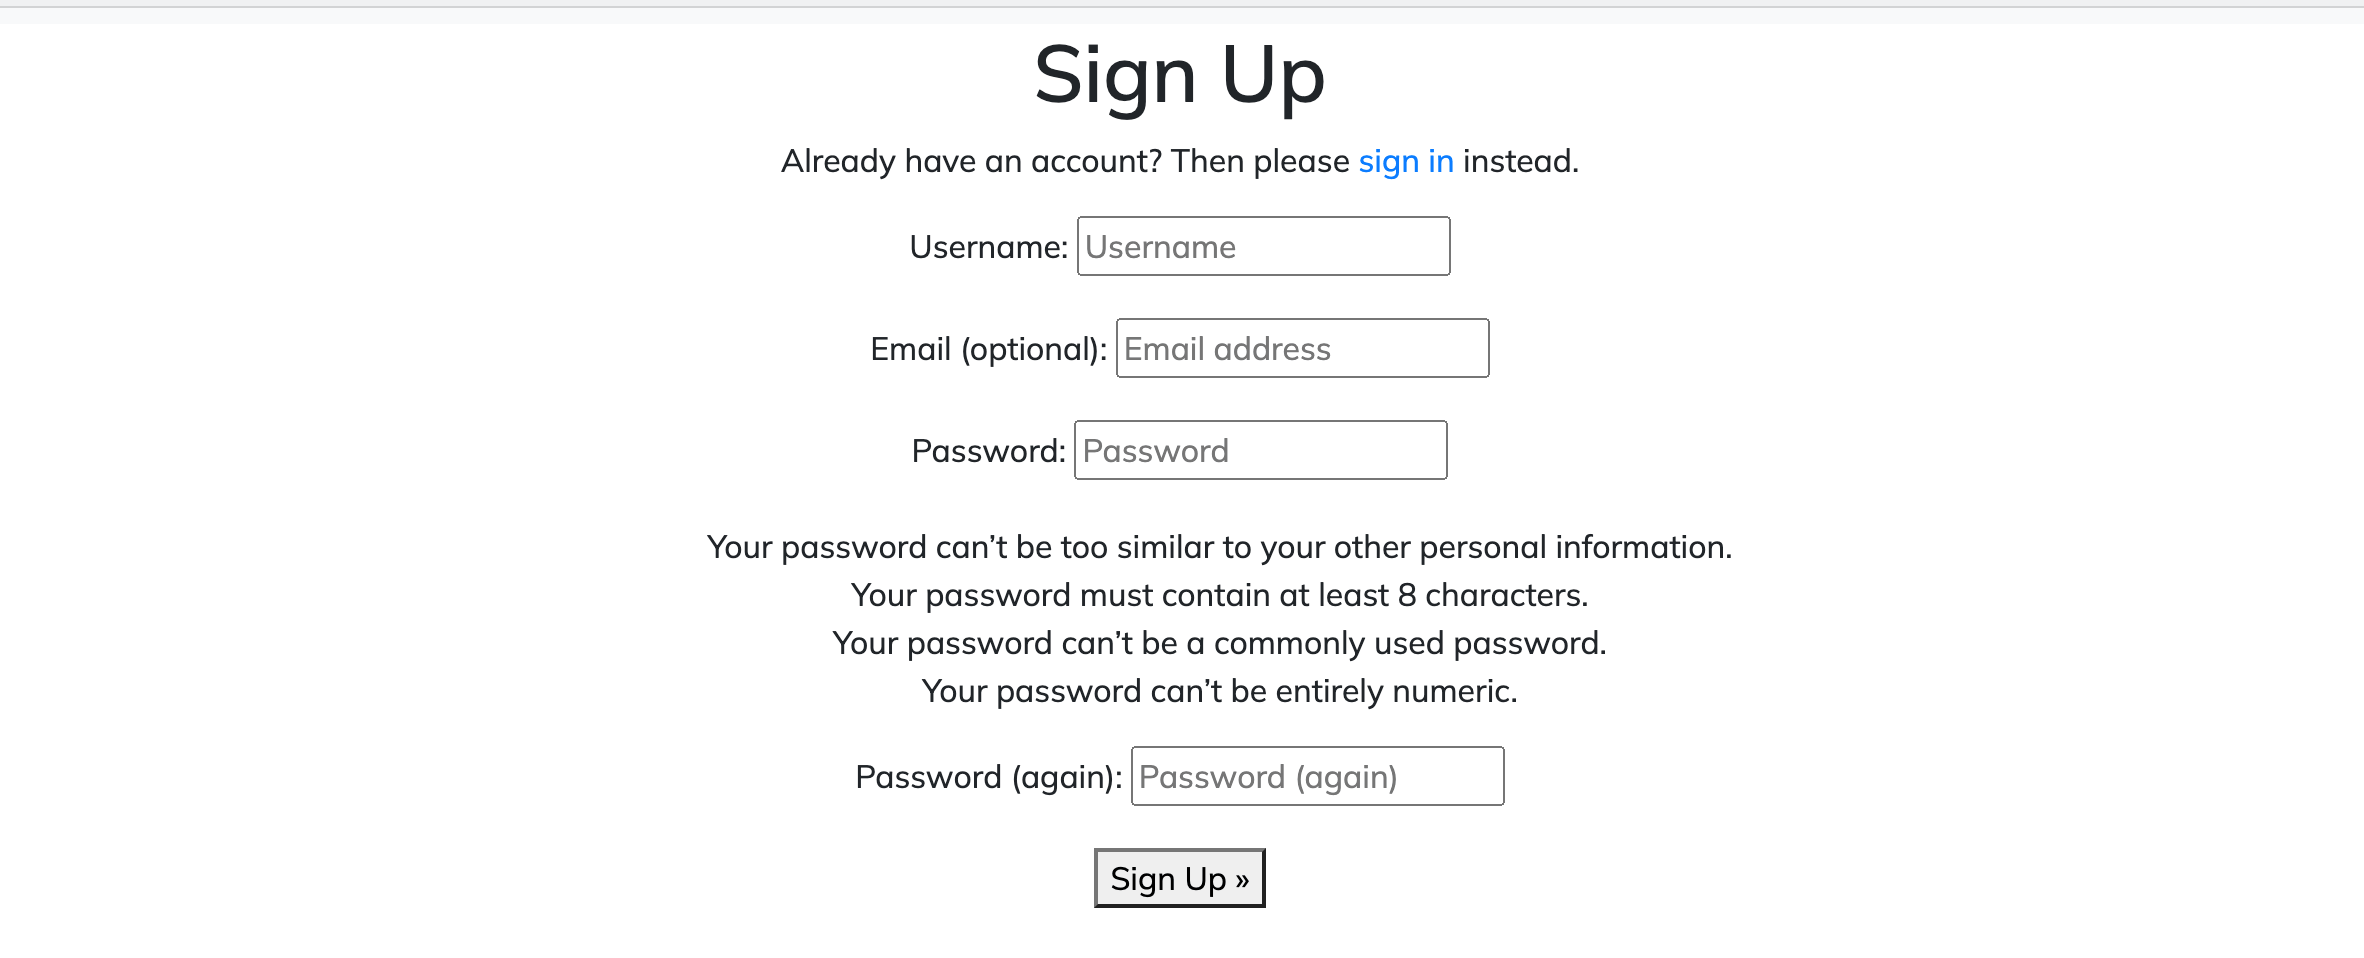 Sign Up
Already have an account? Then please sign in instead.
Username: Username
Email (optional): Email address
Password: Password
Your password can’t be too similar to your other personal information.
Your password must contain at least 8 characters.
Your password can’t be a commonly used password.
Your password can’t be entirely numeric.
Password (again): Password (again)
Sign Up »